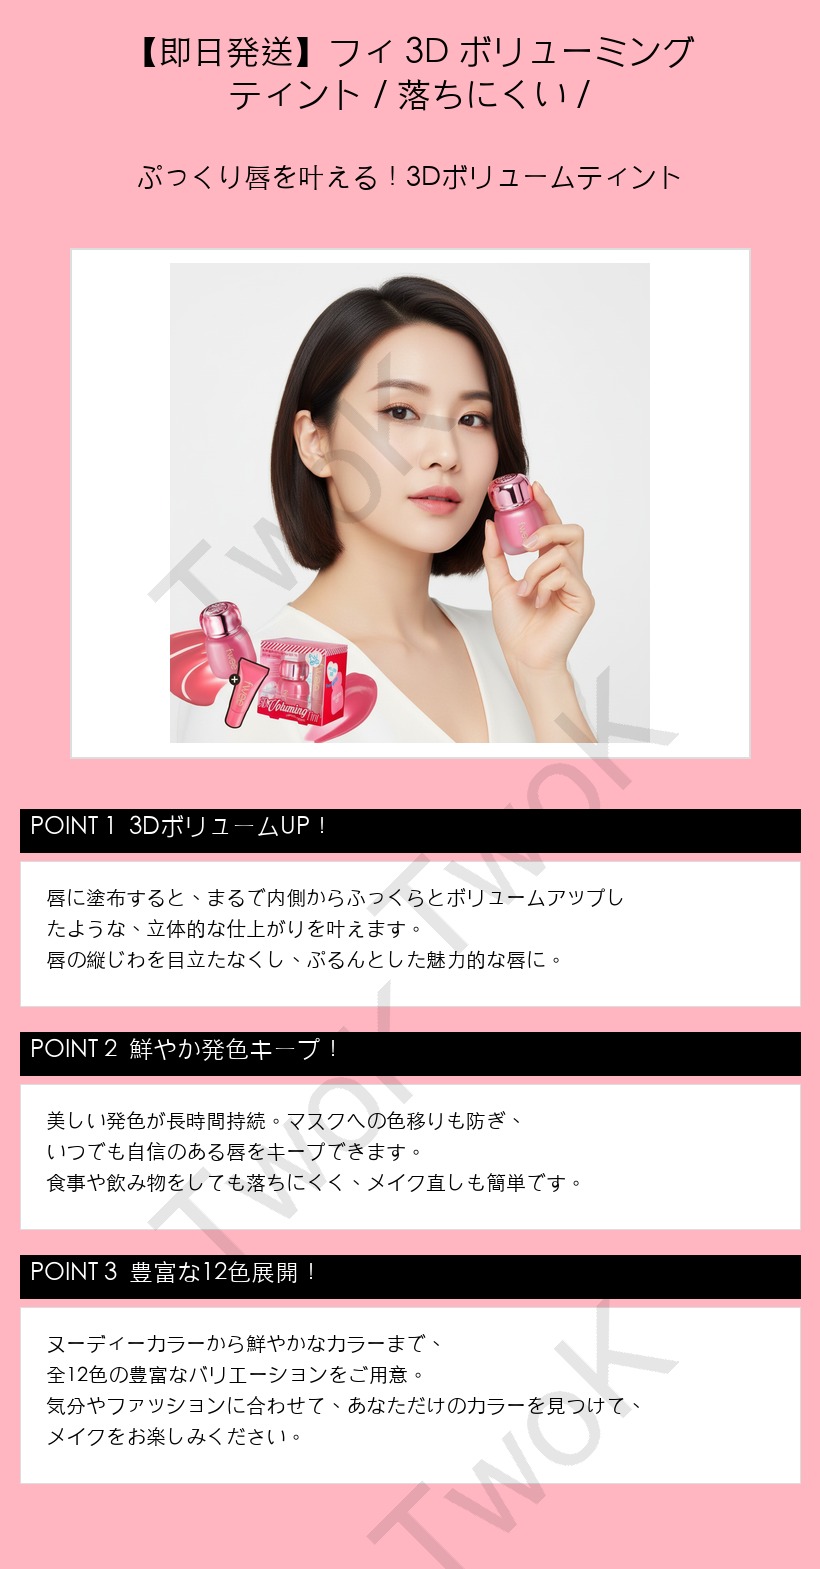 【即日発送】フィ 3D ボリューミング
ティント / 落ちにくい /
ぷっくり唇を叶える！3Dボリュームティント
Twok
fwee
fwee
+
3D Voluming Tint
Twok
POINT 1 3DボリュームUP！
唇に塗布すると、まるで内側からふっくらとボリュームアップし
たような、立体的な仕上がりを叶えます。
唇の縦じわを目立たなくし、ぷるんとした魅力的な唇に。
POINT 2 鮮やか発色キープ！
美しい発色が長時間持続。マスクへの色移りも防ぎ、
いつでも自信のある唇をキープできます。
食事や飲み物をしても落ちにくく、メイク直しも簡単です。
Twok
POINT 3 豊富な12色展開！
ヌーディーカラーから鮮やかなカラーまで、
全12色の豊富なバリエーションをご用意。
気分やファッションに合わせて、あなただけのカラーを見つけて、
メイクをお楽しみください。
Twok